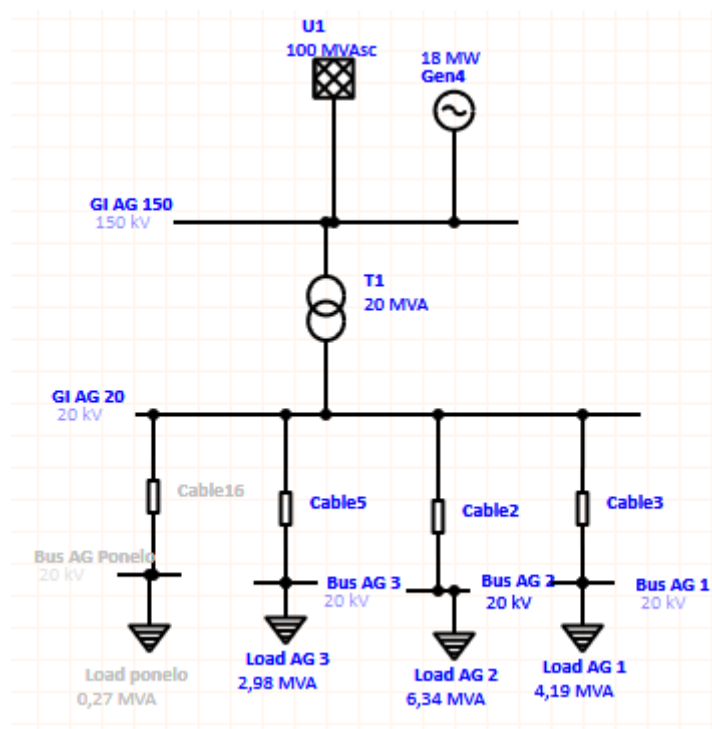 U1
100 MVAsc
18 MW
Gen4
GI AG 150
150 kV
T1
20 MVA
GI AG 20
20 kV
Cable16
Cable5
Cable2
Cable3
Bus AG Ponelo
20 kV
Bus AG 3
20 kV
Bus AG 2
20 kV
Bus AG 1
20 kV
Load ponelo
0,27 MVA
Load AG 3
2,98 MVA
Load AG 2
6,34 MVA
Load AG 1
4,19 MVA